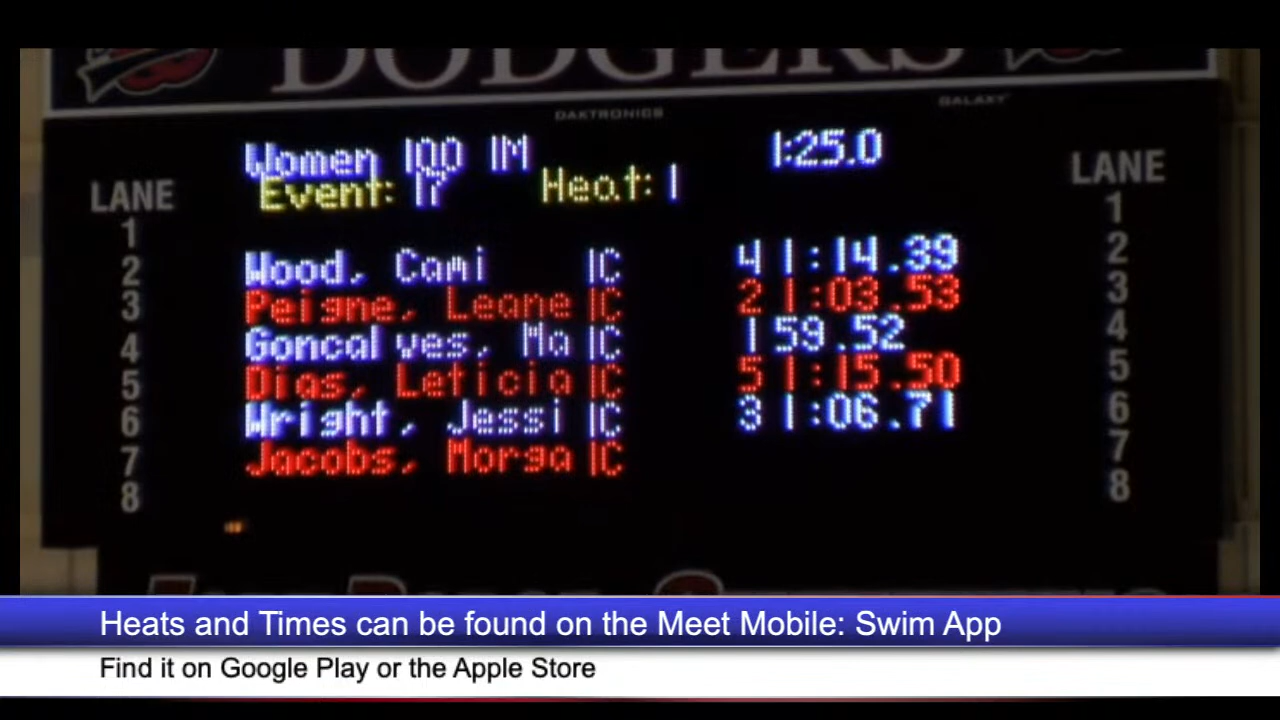 DODGERS
DAKTRONICS GALAXY
Women 100 IM 1:25.0
Event: 17 Heat: 1
LANE LANE
1 1
2 Wood, Cami IC 4 1:14.39 2
3 Peigne, Leane IC 2 1:03.53 3
4 Goncalves, Ma IC 1 59.52 4
5 Dias, Leticia IC 5 1:15.50 5
6 Wright, Jessi IC 3 1:06.71 6
7 Jacobs, Morga IC 7
8 8
Heats and Times can be found on the Meet Mobile: Swim App
Find it on Google Play or the Apple Store